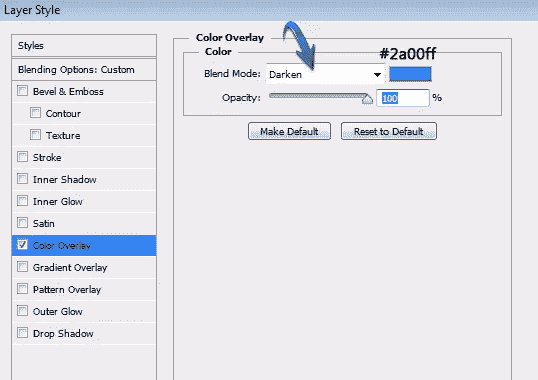 Layer Style
Styles
Blending Options: Custom
Bevel & Emboss
Contour
Texture
Stroke
Inner Shadow
Inner Glow
Satin
Color Overlay
Gradient Overlay
Pattern Overlay
Outer Glow
Drop Shadow
Color Overlay
Color
#2a00ff
Blend Mode: Darken
Opacity: 100 %
Make Default Reset to Default